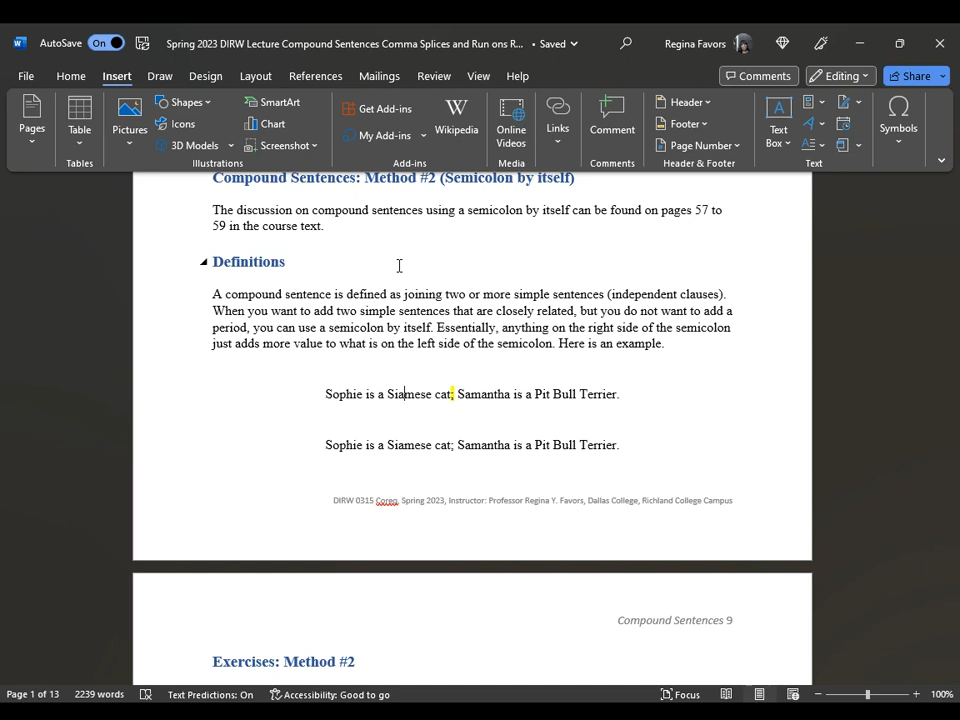 AutoSave On Spring 2023 DIRW Lecture Compound Sentences Comma Splices and Run ons R... • Saved Regina Favors
File Home Insert Draw Design Layout References Mailings Review View Help Comments Editing Share
Pages
Table
Pictures
Shapes
Icons
3D Models
SmartArt
Chart
Screenshot
Get Add-ins
My Add-ins
Wikipedia
Online Videos
Links
Comment
Header
Footer
Page Number
Text Box
Symbols
Tables Illustrations Add-ins Media Comments Header & Footer Text
Compound Sentences: Method #2 (Semicolon by itself)
The discussion on compound sentences using a semicolon by itself can be found on pages 57 to
59 in the course text.
Definitions
A compound sentence is defined as joining two or more simple sentences (independent clauses).
When you want to add two simple sentences that are closely related, but you do not want to add a
period, you can use a semicolon by itself. Essentially, anything on the right side of the semicolon
just adds more value to what is on the left side of the semicolon. Here is an example.
Sophie is a Siamese cat; Samantha is a Pit Bull Terrier.
Sophie is a Siamese cat; Samantha is a Pit Bull Terrier.
DIRW 0315 Coreq, Spring 2023, Instructor: Professor Regina Y. Favors, Dallas College, Richland College Campus
Compound Sentences 9
Exercises: Method #2
Page 1 of 13 2239 words Text Predictions: On Accessibility: Good to go Focus 100%